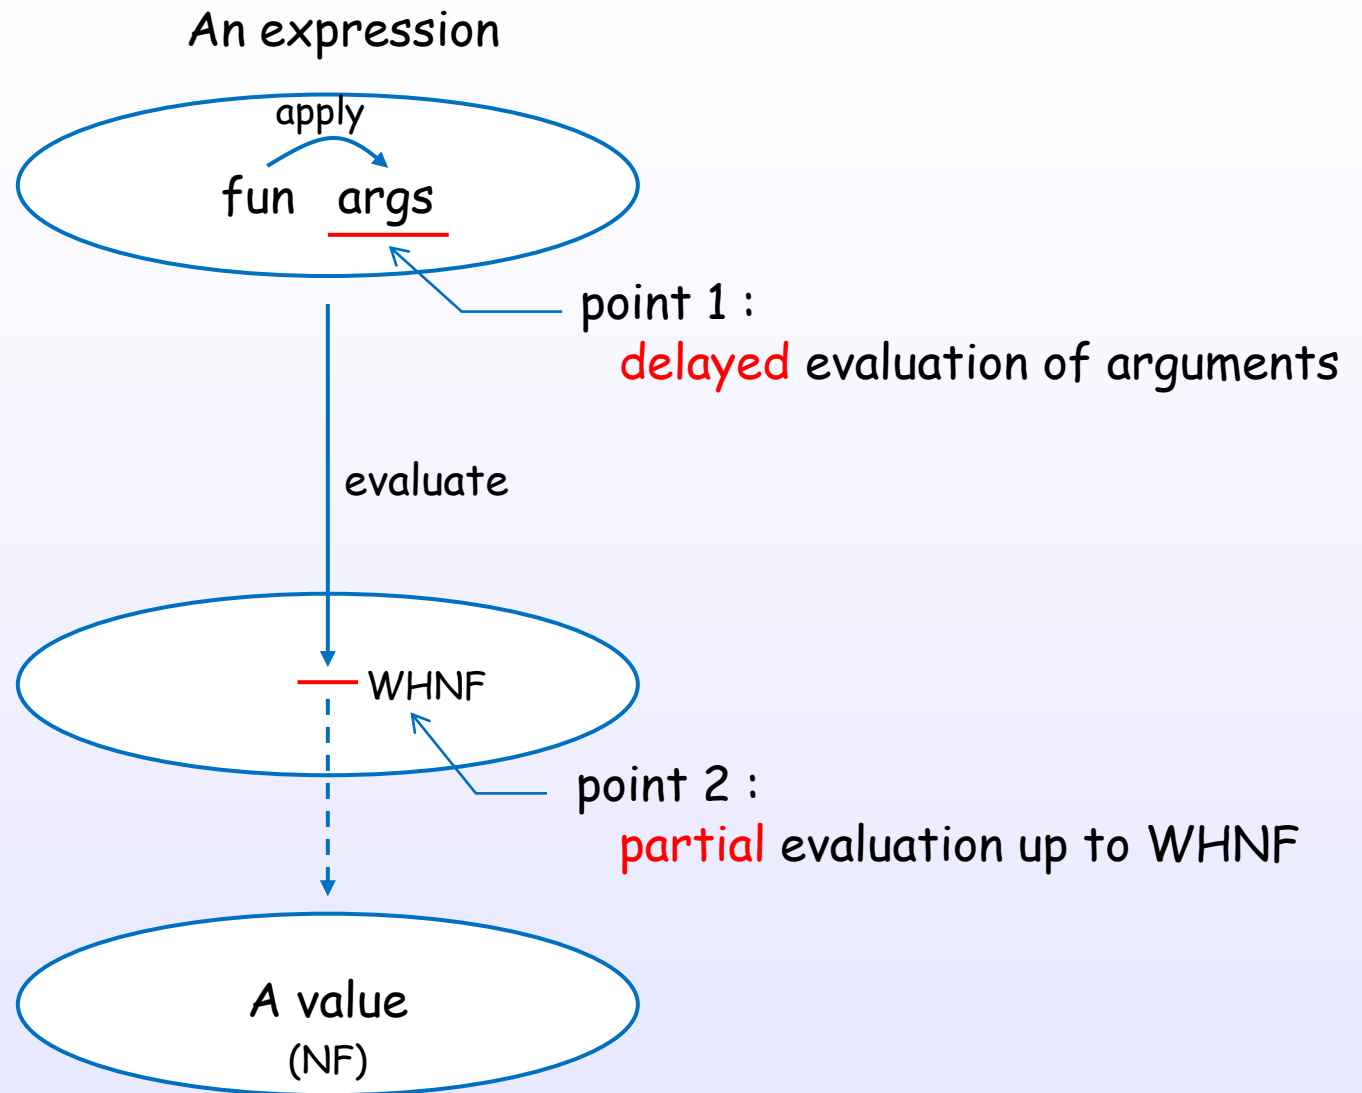 An expression
apply
fun args
point 1 :
delayed evaluation of arguments
evaluate
WHNF
point 2 :
partial evaluation up to WHNF
A value
(NF)